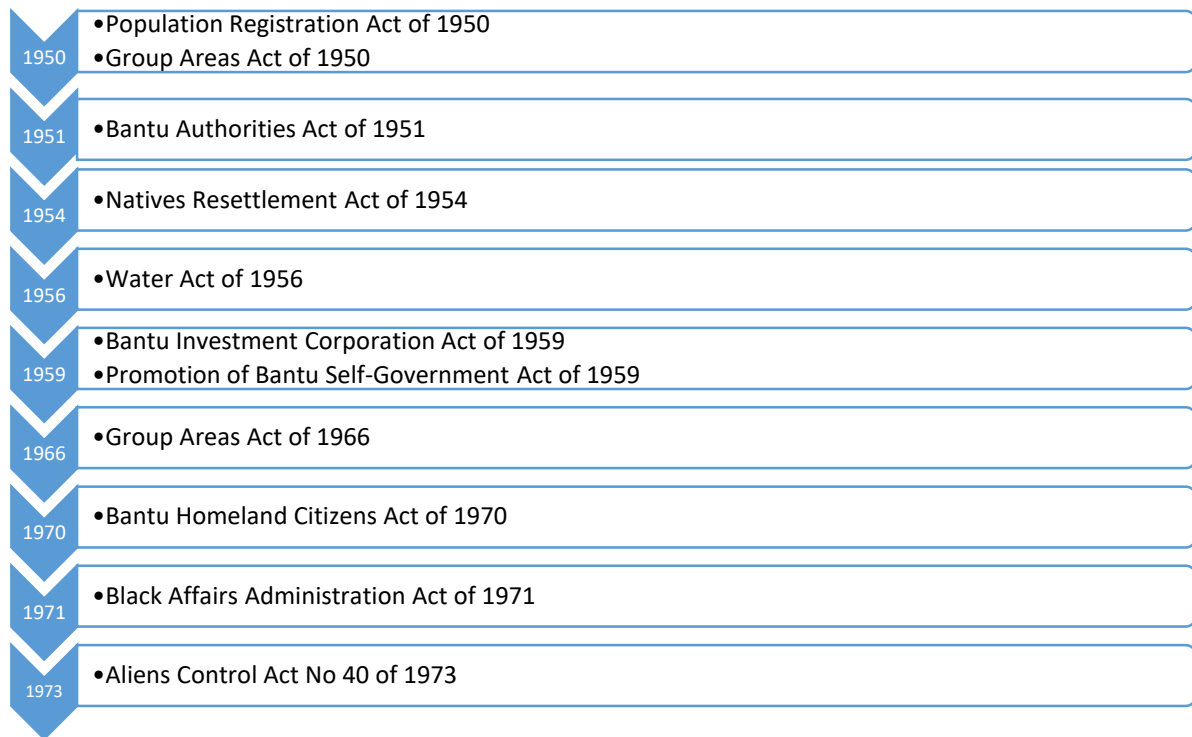 1950
•Population Registration Act of 1950
•Group Areas Act of 1950
1951
•Bantu Authorities Act of 1951
1954
•Natives Resettlement Act of 1954
1956
•Water Act of 1956
1959
•Bantu Investment Corporation Act of 1959
•Promotion of Bantu Self-Government Act of 1959
1966
•Group Areas Act of 1966
1970
•Bantu Homeland Citizens Act of 1970
1971
•Black Affairs Administration Act of 1971
1973
•Aliens Control Act No 40 of 1973